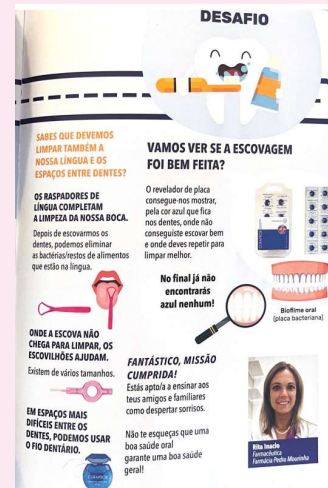 DESAFIO
SABES QUE DEVEMOS
LIMPAR TAMBÉM A
NOSSA LÍNGUA E OS
ESPAÇOS ENTRE DENTES?
OS RASPADORES DE
LÍNGUA COMPLETAM
A LIMPEZA DA NOSSA BOCA.
Depois de escovarmos os
dentes, podemos eliminar
as bactérias/restos de alimentos
que estão na língua.
ONDE A ESCOVA NÃO
CHEGA PARA LIMPAR, OS
ESCOVILHÕES AJUDAM.
Existem de vários tamanhos.
EM ESPAÇOS MAIS
DIFÍCEIS ENTRE OS
DENTES, PODEMOS USAR
O FIO DENTÁRIO.
VAMOS VER SE A ESCOVAGEM
FOI BEM FEITA?
O revelador de placa
consegue-nos mostrar,
pela cor azul que fica
nos dentes, onde não
conseguiste escovar bem
e onde deves repetir para
limpar melhor.
No final já não
encontrarás
azul nenhum!
Biofilme oral
(placa bacteriana)
FANTÁSTICO, MISSÃO
CUMPRIDA!
Estás apto/a a ensinar aos
teus amigos e familiares
como despertar sorrisos.
Não te esqueças que uma
boa saúde oral
garante uma boa saúde
geral!
Rita Inacio
Farmacêutica
Farmácia Pedro Mourinha